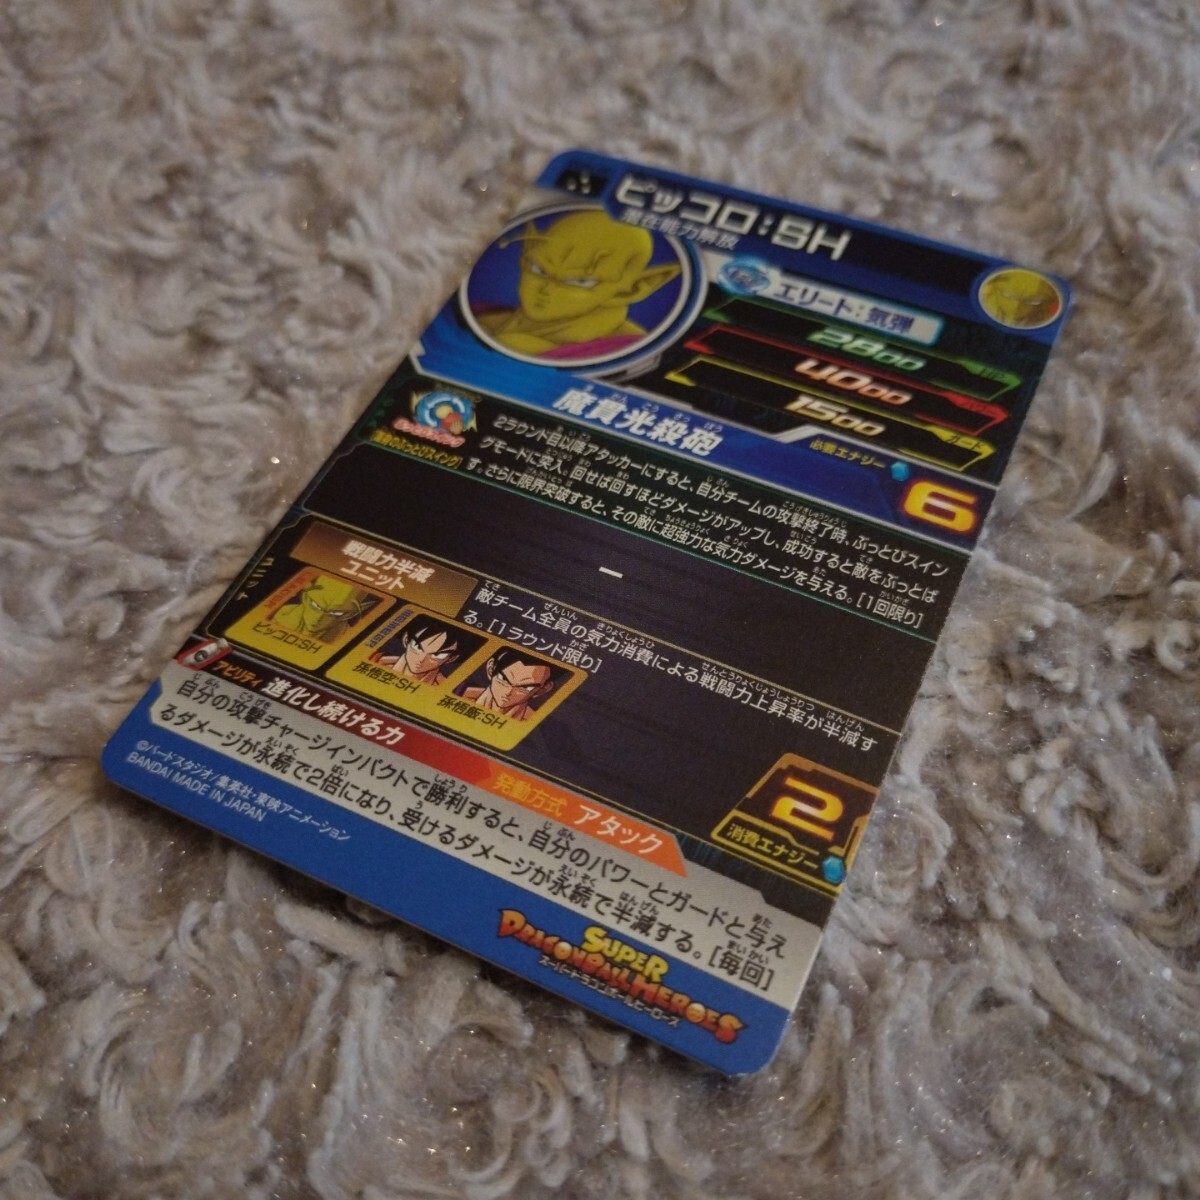 ピッコロ:SH
潜在能力解放
エリート:気弾
2800
4000
1500
ガード
魔貫光殺砲
必要エナジー
6
2ラウンド目以降アタッカーにすると、自分チームの攻撃終了時、ぶっとびスイン
グモードに突入。回せば回すほどダメージがアップし、成功すると敵をぶっとば
す。さらに限界突破すると、その敵に超強力な気力ダメージを与える。[1回限り]
－
ユニット
戦闘力半減
ユニット
敵チーム全員の気力消費による戦闘力上昇率が半減す
る。[1ラウンド限り]
ピッコロ:SH
孫悟空:SH
孫悟飯:SH
2
消費エナジー
アビリティ 進化し続ける力
発動方式 アタック
自分の攻撃チャージインパクトで勝利すると、自分のパワーとガードと与え
るダメージが永続で2倍になり、受けるダメージが永続で半減する。[毎回]
©バードスタジオ/集英社・東映アニメーション
BANDAI MADE IN JAPAN
SUPER
DRAGONBALL HEROES
スーパードラゴンボールヒーローズ